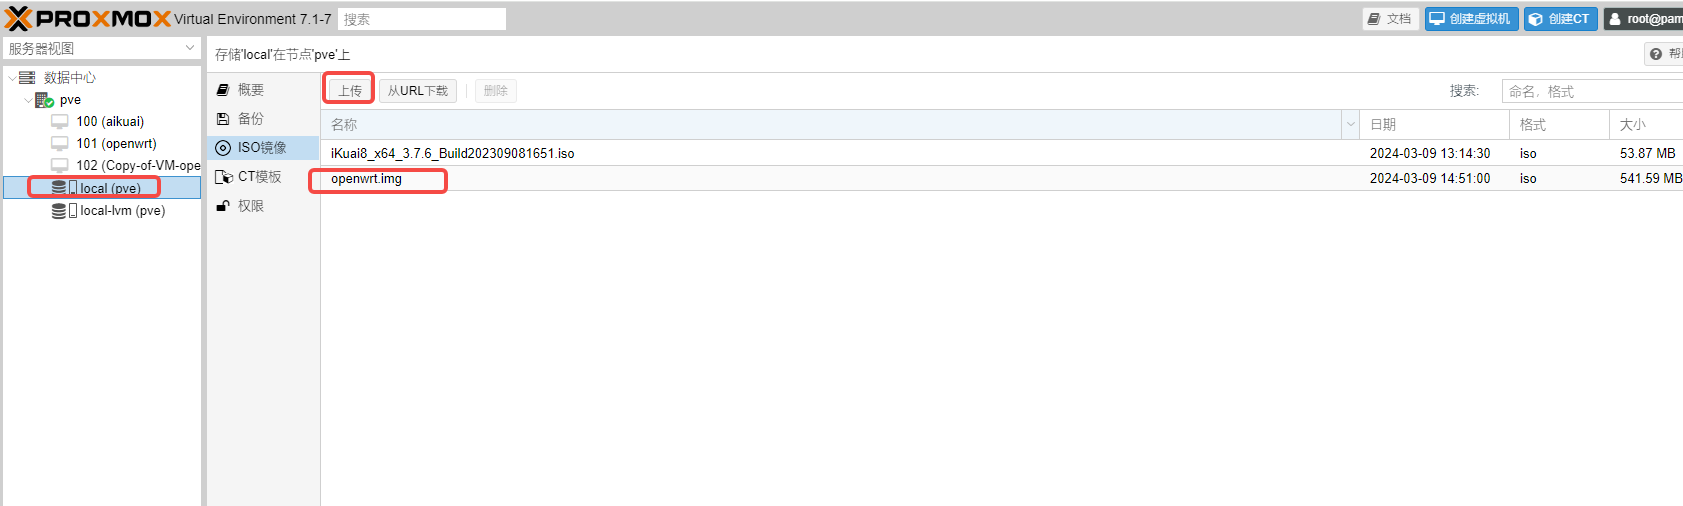 PROXMOX Virtual Environment 7.1-7 搜索 文档 创建虚拟机 创建CT root@pam
服务器视图
存储'local'在节点'pve'上
数据中心
pve
100 (aikuai)
101 (openwrt)
102 (Copy-of-VM-ope
local (pve)
local-lvm (pve)
概要
备份
ISO镜像
CT模板
权限
上传 从URL下载 删除 搜索: 命名，格式
名称 日期 格式 大小
iKuai8_x64_3.7.6_Build202309081651.iso 2024-03-09 13:14:30 iso 53.87 MB
openwrt.img 2024-03-09 14:51:00 iso 541.59 MB